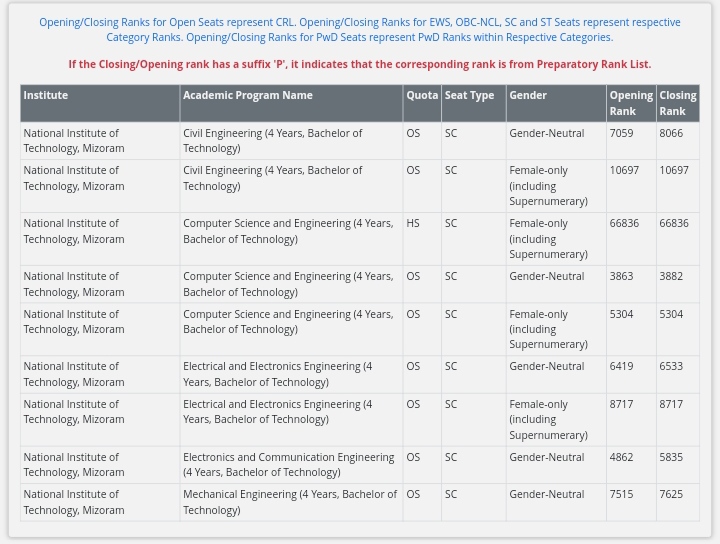 Opening/Closing Ranks for Open Seats represent CRL. Opening/Closing Ranks for EWS, OBC-NCL, SC and ST Seats represent respective
Category Ranks. Opening/Closing Ranks for PwD Seats represent PwD Ranks within Respective Categories.
If the Closing/Opening rank has a suffix 'P', it indicates that the corresponding rank is from Preparatory Rank List.
Institute Academic Program Name Quota Seat Type Gender Opening Closing
Rank Rank
National Institute of Civil Engineering (4 Years, Bachelor of OS SC Gender-Neutral 7059 8066
Technology, Mizoram Technology)
National Institute of Civil Engineering (4 Years, Bachelor of OS SC Female-only 10697 10697
Technology, Mizoram Technology) (including
Supernumerary)
National Institute of Computer Science and Engineering (4 Years, HS SC Female-only 66836 66836
Technology, Mizoram Bachelor of Technology) (including
Supernumerary)
National Institute of Computer Science and Engineering (4 Years, OS SC Gender-Neutral 3863 3882
Technology, Mizoram Bachelor of Technology)
National Institute of Computer Science and Engineering (4 Years, OS SC Female-only 5304 5304
Technology, Mizoram Bachelor of Technology) (including
Supernumerary)
National Institute of Electrical and Electronics Engineering (4 OS SC Gender-Neutral 6419 6533
Technology, Mizoram Years, Bachelor of Technology)
National Institute of Electrical and Electronics Engineering (4 OS SC Female-only 8717 8717
Technology, Mizoram Years, Bachelor of Technology) (including
Supernumerary)
National Institute of Electronics and Communication Engineering OS SC Gender-Neutral 4862 5835
Technology, Mizoram (4 Years, Bachelor of Technology)
National Institute of Mechanical Engineering (4 Years, Bachelor of OS SC Gender-Neutral 7515 7625
Technology, Mizoram Technology)